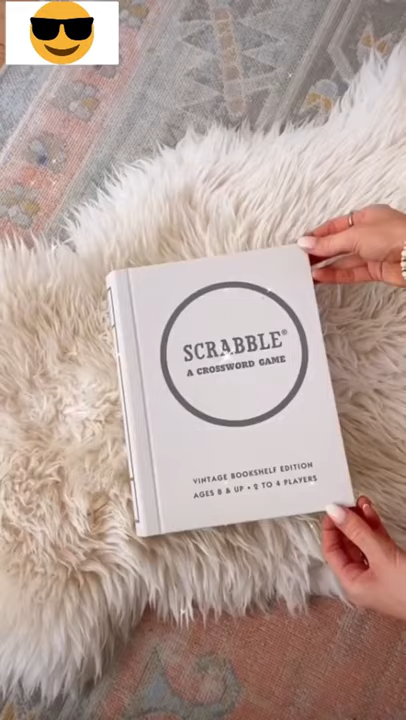 SCRABBLE®
A CROSSWORD GAME
VINTAGE BOOKSHELF EDITION
AGES 8 & UP • 2 TO 4 PLAYERS